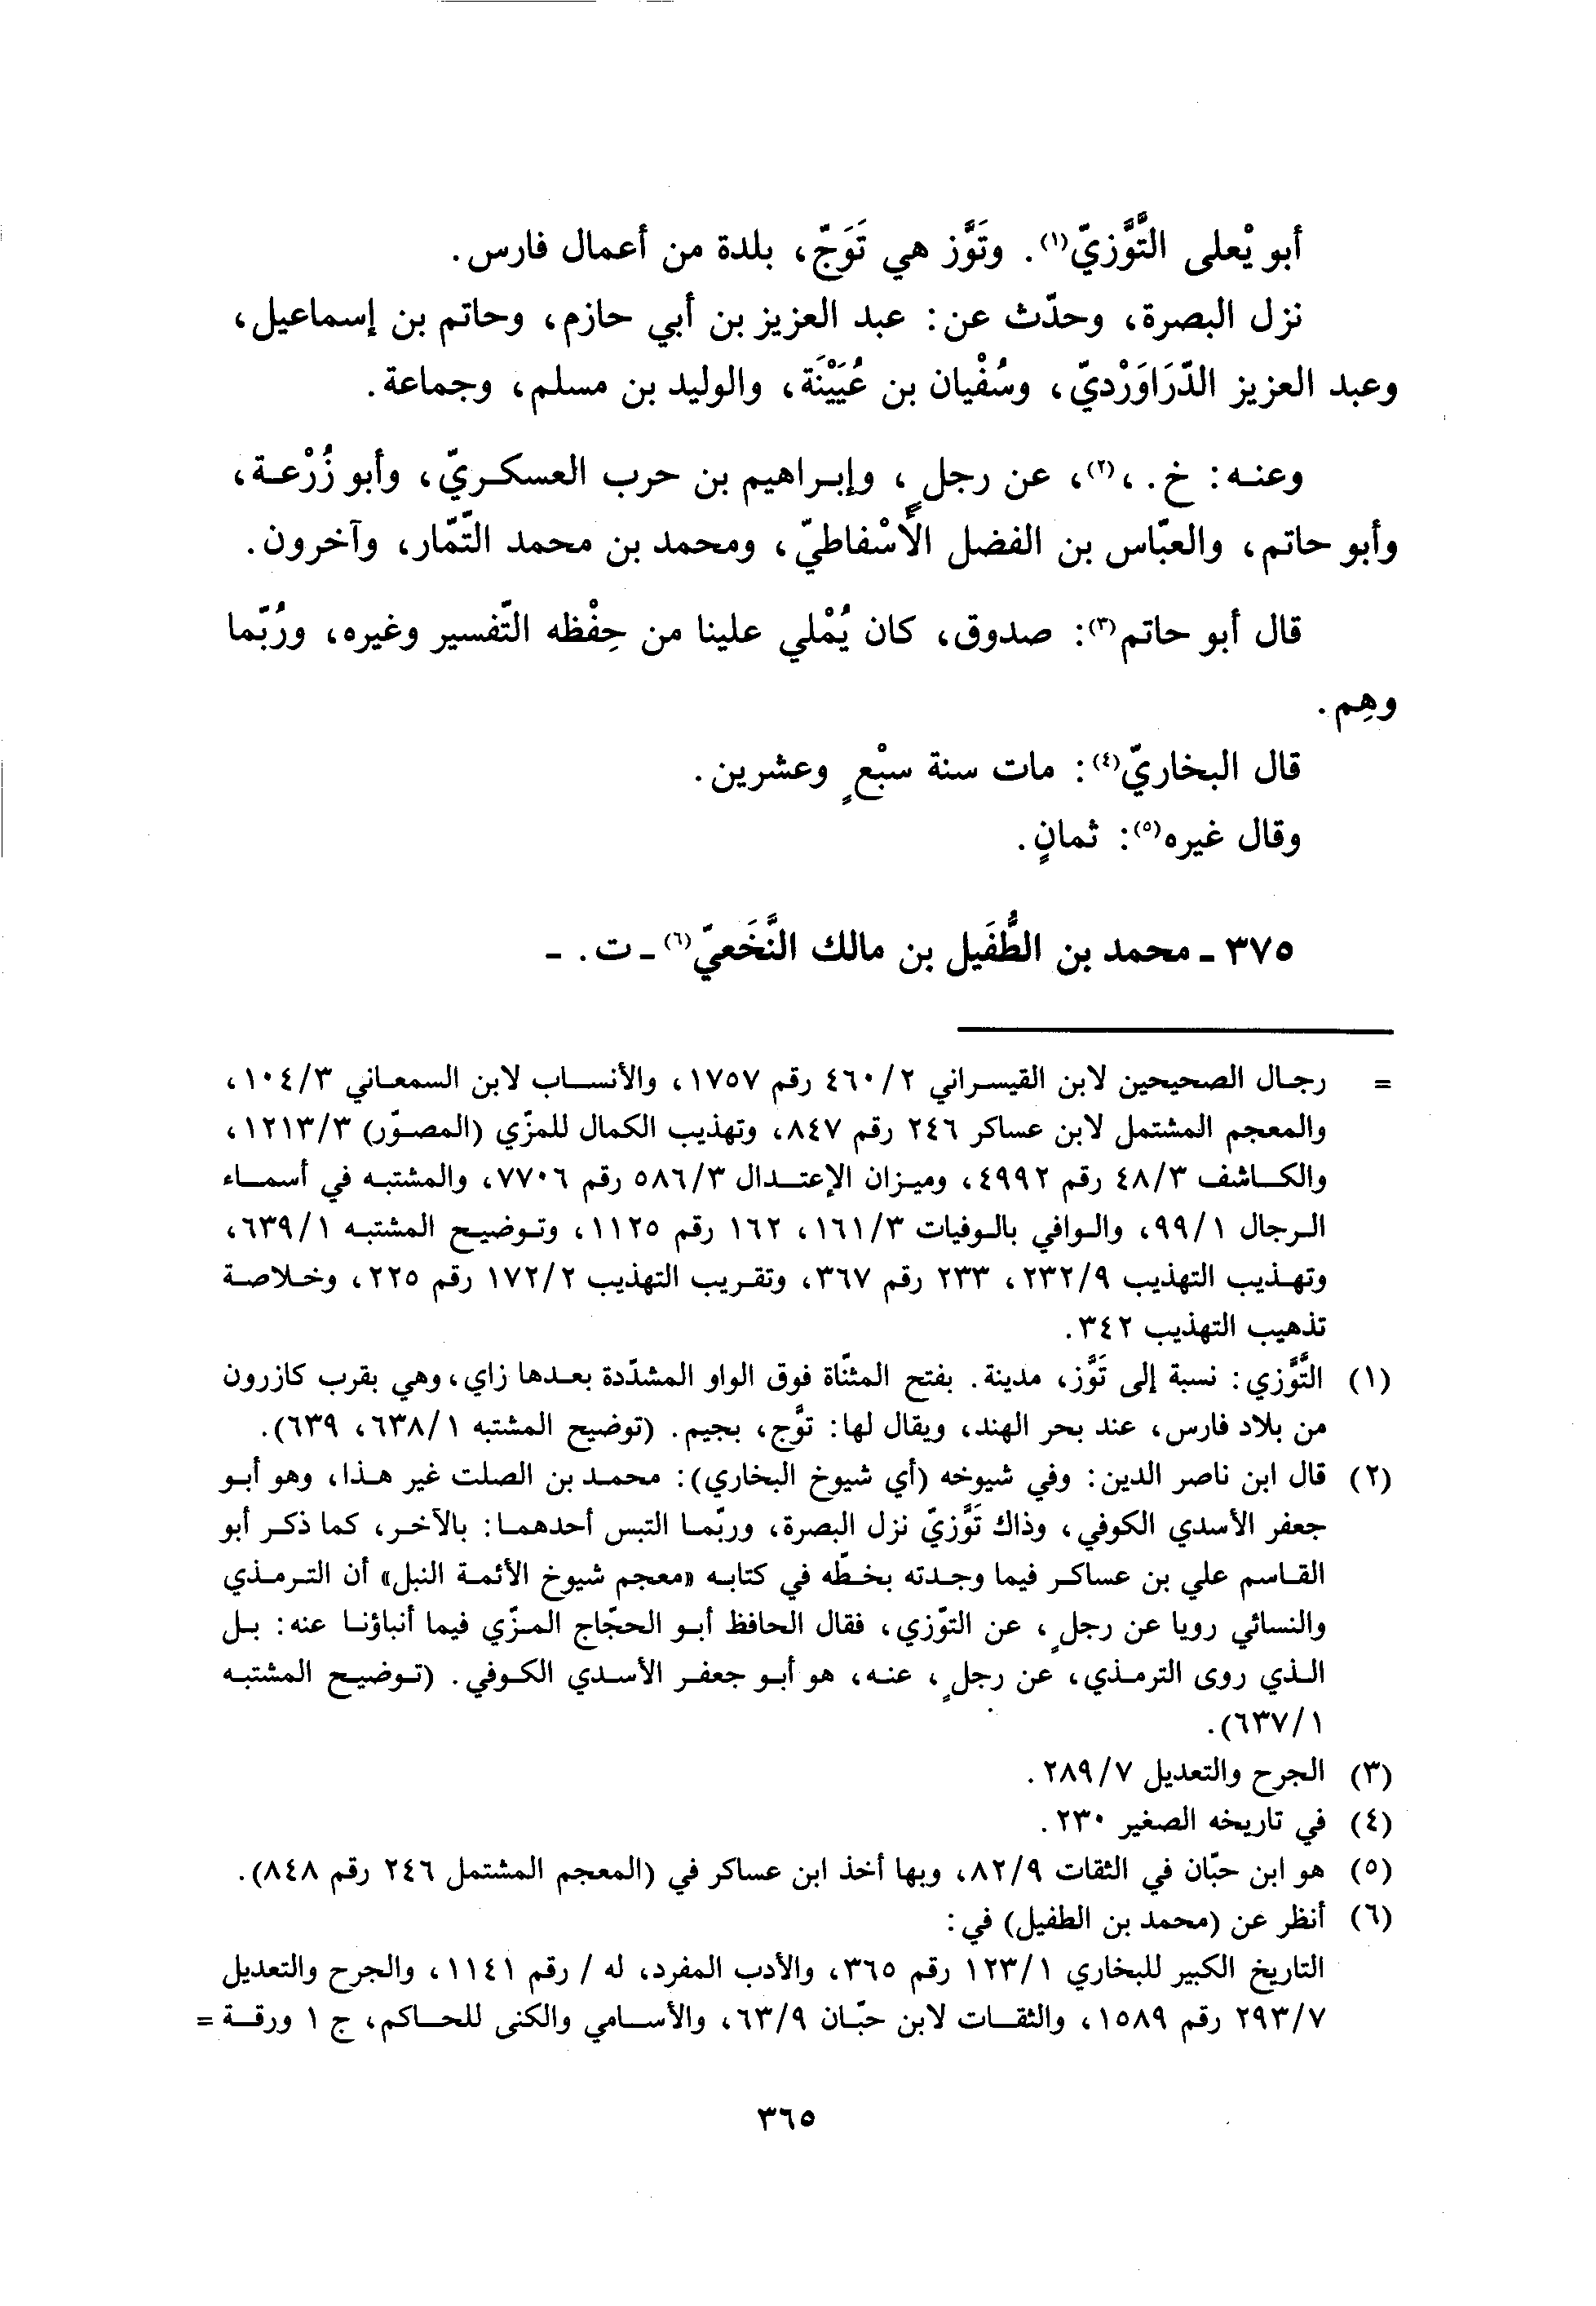 أبو يْعلى التَّوَّزيّ(١). وتَوَّز هي تَوَجّ، بلدة من أعمال فارس.
نزل البصرة، وحدّث عن: عبد العزيز بن أبي حازم، وحاتم بن إسماعيل،
وعبد العزيز الدّرَاوَرْديّ، وسُفْيان بن عُيَيْنَة، والوليد بن مسلم، وجماعة.
وعنه: خ. ،(٢)، عن رجلٍ، وإبراهيم بن حرب العسكريّ، وأبو زُرْعة،
وأبو حاتم، والعبّاس بن الفضل الأسْفاطيّ، ومحمد بن محمد التّمّار، وآخرون.
قال أبو حاتم(٣): صدوق، كان يُمْلي علينا من حِفْظه التّفسير وغيره، ورُبّما
وهِم.
قال البخاريّ(٤): مات سنة سبْعٍ وعشرين.
وقال غيره(٥): ثمانٍ.
٣٧٥ ـ محمد بن الطُّفَيل بن مالك النَّخَعيّ(٦) ـ ت. ـ
= رجال الصحيحين لابن القيسراني ٤٦٠/٢ رقم ١٧٥٧، والأنساب لابن السمعاني ١٠٤/٣،
والمعجم المشتمل لابن عساكر ٢٤٦ رقم ٨٤٧، وتهذيب الكمال للمزّي (المصوّر) ١٢١٣/٣،
والكاشف ٤٨/٣ رقم ٤٩٩٢، وميزان الإعتدال ٥٨٦/٣ رقم ٧٧٠٦، والمشتبه في أسماء
الرجال ٩٩/١، والوافي بالوفيات ١٦١/٣، ١٦٢ رقم ١١٢٥، وتوضيح المشتبه ٦٣٩/١،
وتهذيب التهذيب ٢٣٢/٩، ٢٣٣ رقم ٣٦٧، وتقريب التهذيب ١٧٢/٢ رقم ٢٢٥، وخلاصة
تذهيب التهذيب ٣٤٢.
(١) التَّوَّزي: نسبة إلى تَوَّز، مدينة. بفتح المثنّاة فوق الواو المشدّدة بعدها زاي، وهي بقرب كازرون
من بلاد فارس، عند بحر الهند، ويقال لها: توَّج، بجيم. (توضيح المشتبه ٦٣٨/١، ٦٣٩).
(٢) قال ابن ناصر الدين: وفي شيوخه (أي شيوخ البخاري): محمد بن الصلت غير هذا، وهو أبو
جعفر الأسدي الكوفي، وذاك تَوَّزيّ نزل البصرة، وربّما التبس أحدهما: بالآخر، كما ذكر أبو
القاسم علي بن عساكر فيما وجدته بخطّه في كتابه «معجم شيوخ الأئمة النبل» أن الترمذي
والنسائي رويا عن رجلٍ، عن التوّزي، فقال الحافظ أبو الحجّاج المزّي فيما أنباؤنا عنه: بل
الذي روى الترمذي، عن رجلٍ، عنه، هو أبو جعفر الأسدي الكوفي. (توضيح المشتبه
٦٣٧/١).
(٣) الجرح والتعديل ٢٨٩/٧.
(٤) في تاريخه الصغير ٢٣٠.
(٥) هو ابن حبّان في الثقات ٨٢/٩، وبها أخذ ابن عساكر في (المعجم المشتمل ٢٤٦ رقم ٨٤٨).
(٦) أنظر عن (محمد بن الطفيل) في:
التاريخ الكبير للبخاري ١٢٣/١ رقم ٣٦٥، والأدب المفرد، له / رقم ١١٤١، والجرح والتعديل
٢٩٣/٧ رقم ١٥٨٩، والثقات لابن حبّان ٦٣/٩، والأسامي والكنى للحاكم، ج ١ ورقة =
٣٦٥